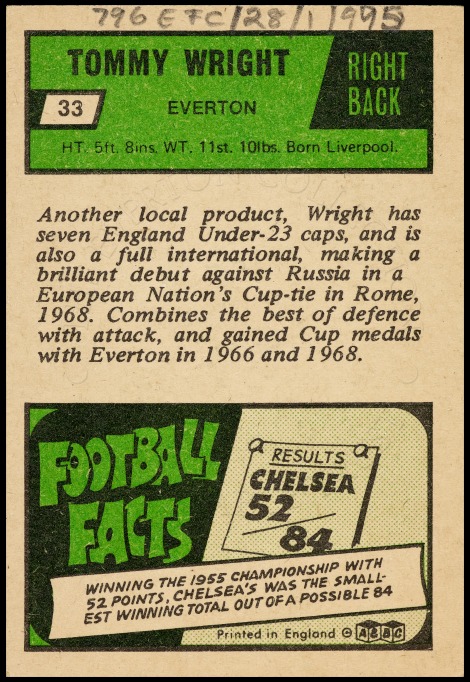 796 EFC/28/1/1995
TOMMY WRIGHT
RIGHT
BACK
33
EVERTON
HT. 5ft. 8ins. WT. 11st. 10lbs. Born Liverpool.
Another local product, Wright has
seven England Under-23 caps, and is
also a full international, making a
brilliant debut against Russia in a
European Nation's Cup-tie in Rome,
1968. Combines the best of defence
with attack, and gained Cup medals
with Everton in 1966 and 1968.
FOOTBALL
FACTS
RESULTS
CHELSEA
52/84
WINNING THE 1955 CHAMPIONSHIP WITH
52 POINTS, CHELSEA'S WAS THE SMALL-
EST WINNING TOTAL OUT OF A POSSIBLE 84
Printed in England © A&BC